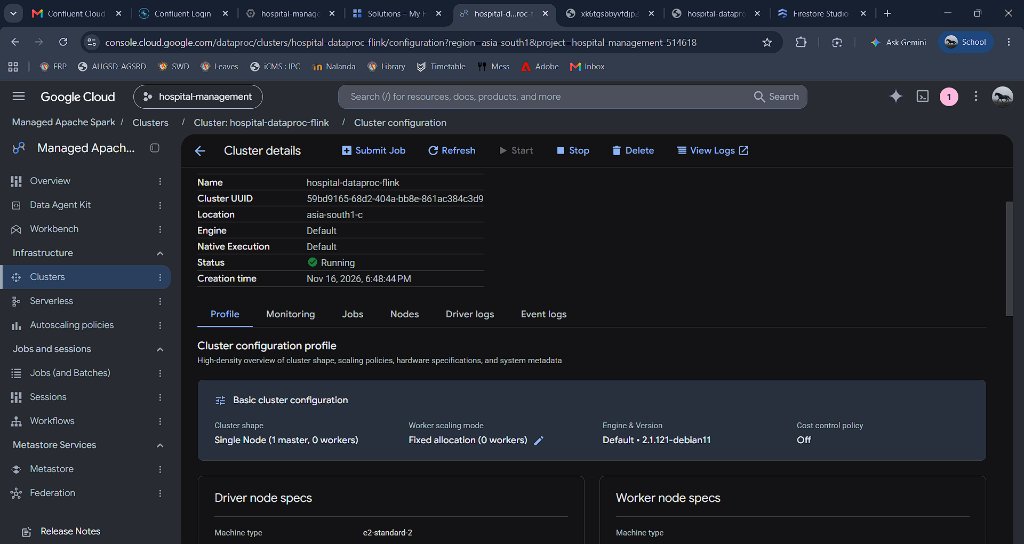 Confluent Cloud
Confluent Login
hospital-manag
Solutions – My
hospital-d...roc-
xk6tgsbbyvfdjp.
hospital-datapro
Firestore Studio
console.cloud.google.com/dataproc/clusters/hospital-dataproc-flink/configuration?region=asia-south1&project=hospital-management-514618
Ask Gemini
School
ERP
AUGSD AGSRD
SWD
Leaves
iCMS : IPC
Nalanda
Library
Timetable
Mess
Adobe
Inbox
Google Cloud
hospital-management
Search (/) for resources, docs, products, and more
Search
1
Managed Apache Spark / Clusters / Cluster: hospital-dataproc-flink / Cluster configuration
Managed Apach...
Overview
Data Agent Kit
Workbench
Infrastructure
Clusters
Serverless
Autoscaling policies
Jobs and sessions
Jobs (and Batches)
Sessions
Workflows
Metastore Services
Metastore
Federation
Release Notes
Cluster details
Submit Job
Refresh
Start
Stop
Delete
View Logs
Name hospital-dataproc-flink
Cluster UUID 59bd9165-68d2-404a-bb8e-861ac384c3d9
Location asia-south1-c
Engine Default
Native Execution Default
Status Running
Creation time Nov 16, 2026, 6:48:44 PM
Profile Monitoring Jobs Nodes Driver logs Event logs
Cluster configuration profile
High-density overview of cluster shape, scaling policies, hardware specifications, and system metadata
Basic cluster configuration
Cluster shape
Single Node (1 master, 0 workers)
Worker scaling mode
Fixed allocation (0 workers)
Engine & Version
Default • 2.1.121-debian11
Cost control policy
Off
Driver node specs
Machine type e2-standard-2
Worker node specs
Machine type